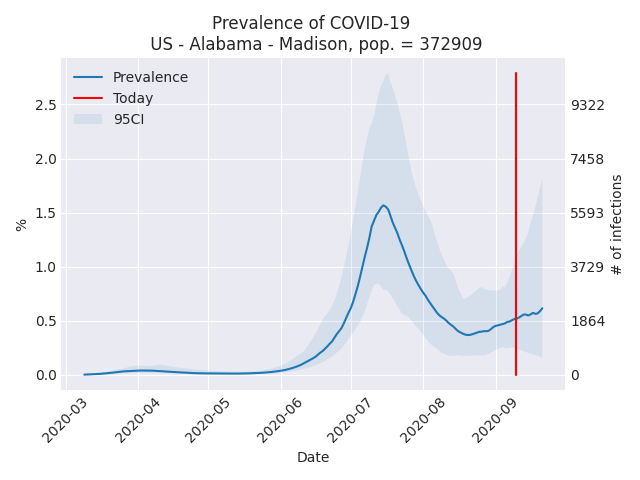 Prevalence of COVID-19
US - Alabama - Madison, pop. = 372909
Prevalence
Today
95CI
2.5
2.0
1.5
1.0
0.5
0.0
%
9322
7458
5593
3729
1864
0
# of infections
2020-03
2020-04
2020-05
2020-06
2020-07
2020-08
2020-09
Date